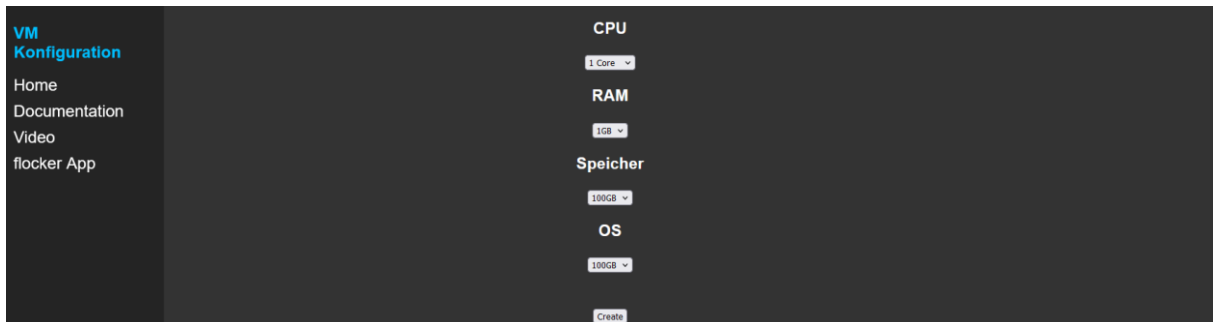 VM
Konfiguration
Home
Documentation
Video
flocker App
CPU
1 Core
RAM
1GB
Speicher
100GB
OS
100GB
Create